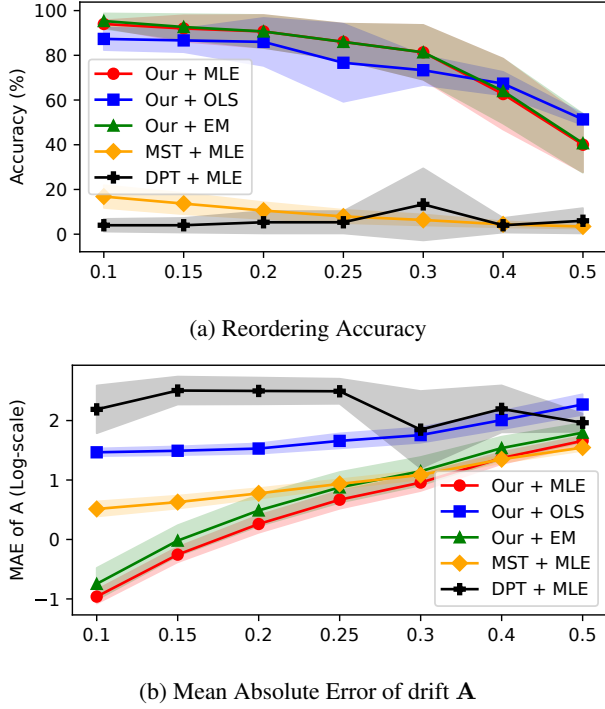 100
80
60
40
20
0
Accuracy (%)
Our + MLE
Our + OLS
Our + EM
MST + MLE
DPT + MLE
0.1 0.15 0.2 0.25 0.3 0.4 0.5
(a) Reordering Accuracy
2
1
0
−1
MAE of A (Log-scale)
Our + MLE
Our + OLS
Our + EM
MST + MLE
DPT + MLE
0.1 0.15 0.2 0.25 0.3 0.4 0.5
(b) Mean Absolute Error of drift A